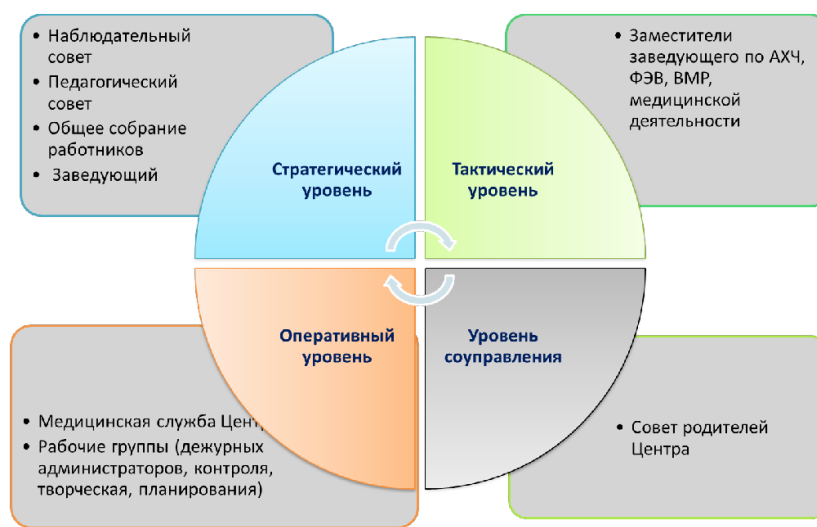 • Наблюдательный
совет
• Педагогический
совет
• Общее собрание
работников
• Заведующий
• Заместители
заведующего по АХЧ,
ФЭВ, ВМР,
медицинской
деятельности
Стратегический
уровень
Тактический
уровень
Оперативный
уровень
Уровень
соуправления
• Медицинская служба
• Рабочие группы (дежурных
администраторов, контроля,
творческая, планирования)
• Совет родителей
Центра